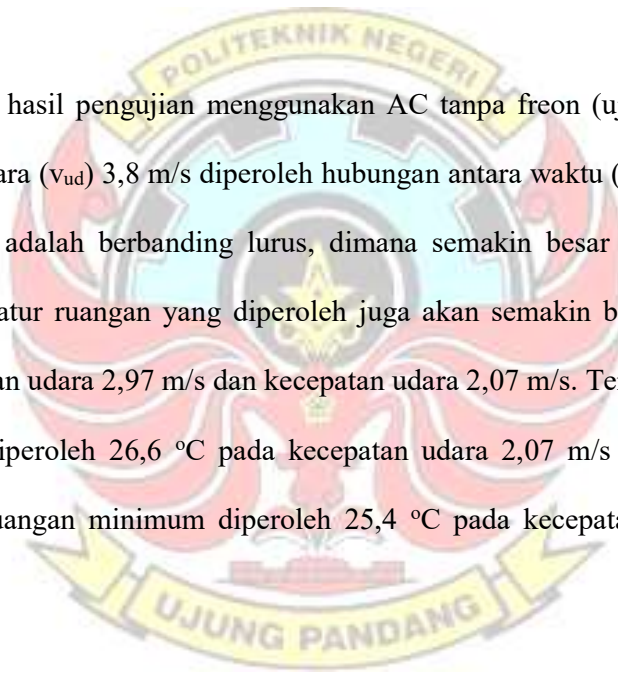 POLITEKNIK NEGERI
hasil pengujian menggunakan AC tanpa freon (uj
ara (vud) 3,8 m/s diperoleh hubungan antara waktu (
adalah berbanding lurus, dimana semakin besar
atur ruangan yang diperoleh juga akan semakin b
an udara 2,97 m/s dan kecepatan udara 2,07 m/s. Te
iperoleh 26,6 °C pada kecepatan udara 2,07 m/s
uangan minimum diperoleh 25,4 °C pada kecepata
UJUNG PANDANG